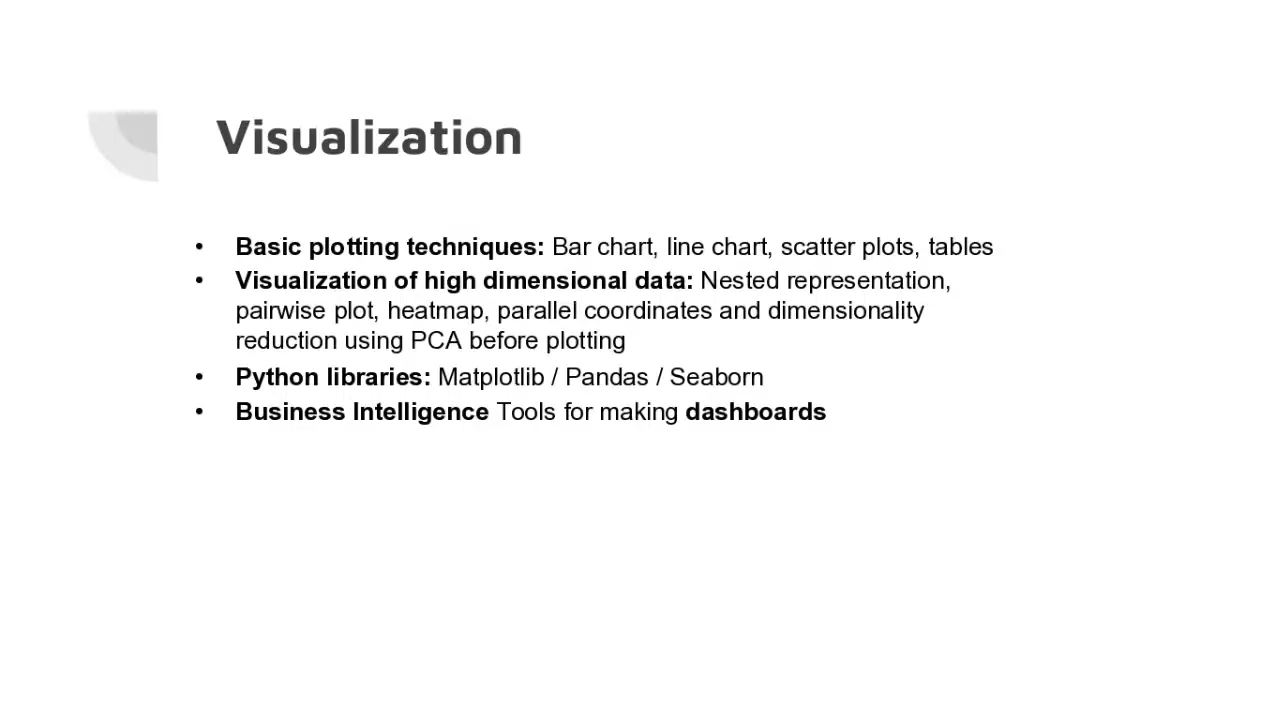 Visualization
• Basic plotting techniques: Bar chart, line chart, scatter plots, tables
• Visualization of high dimensional data: Nested representation,
pairwise plot, heatmap, parallel coordinates and dimensionality
reduction using PCA before plotting
• Python libraries: Matplotlib / Pandas / Seaborn
• Business Intelligence Tools for making dashboards